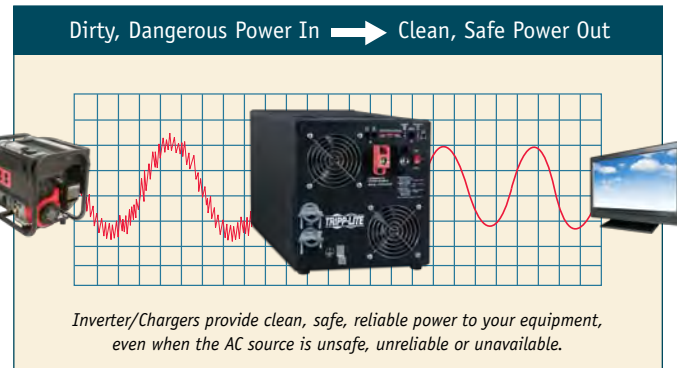 Dirty, Dangerous Power In Clean, Safe Power Out
TRIPP·LITE
Inverter/Chargers provide clean, safe, reliable power to your equipment,
even when the AC source is unsafe, unreliable or unavailable.